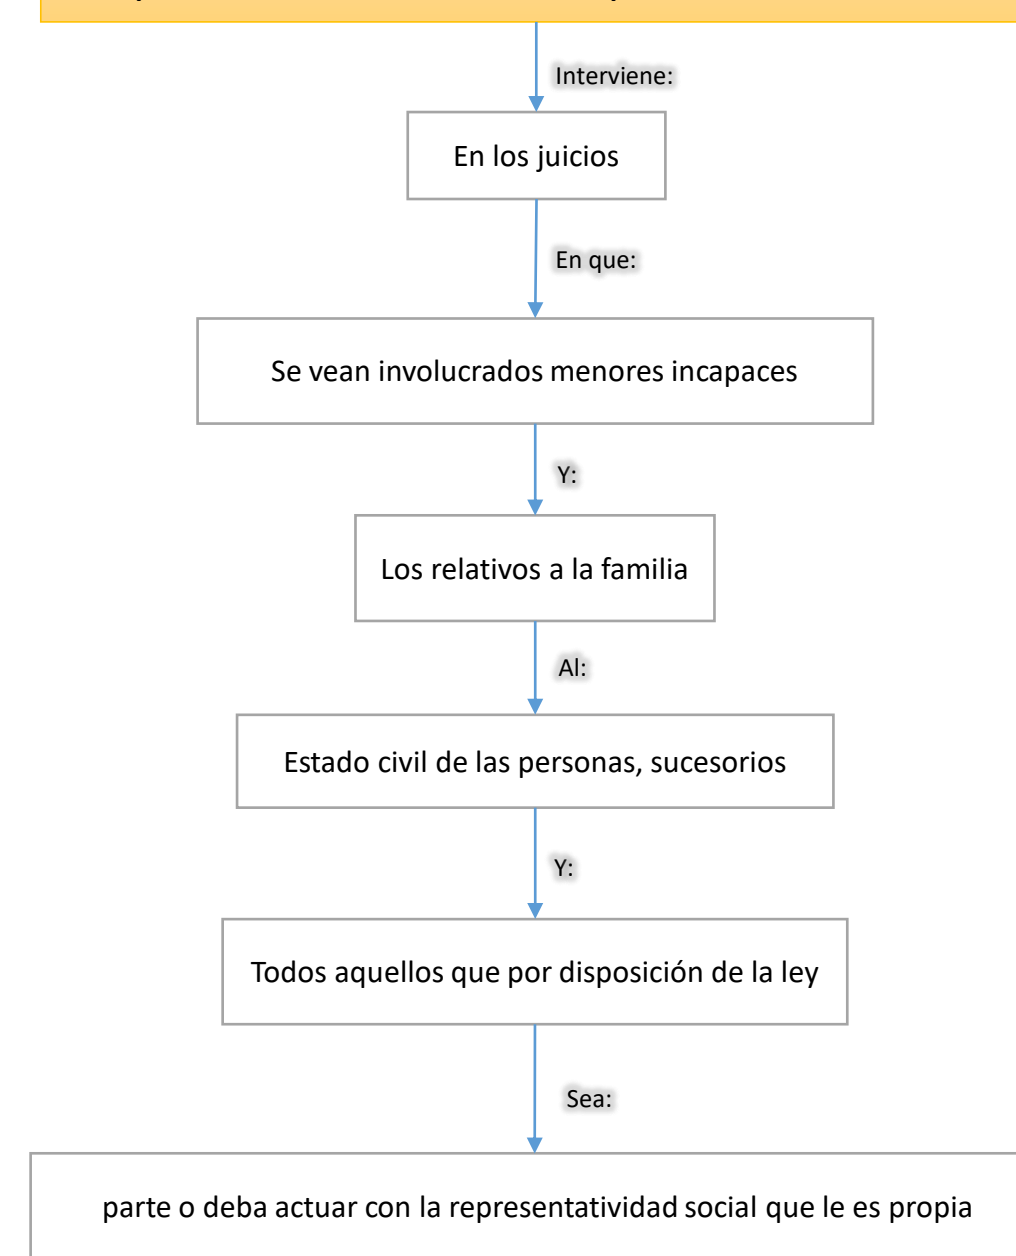 Interviene:
En los juicios
En que:
Se vean involucrados menores incapaces
Y:
Los relativos a la familia
Al:
Estado civil de las personas, sucesorios
Y:
Todos aquellos que por disposición de la ley
Sea:
parte o deba actuar con la representatividad social que le es propia